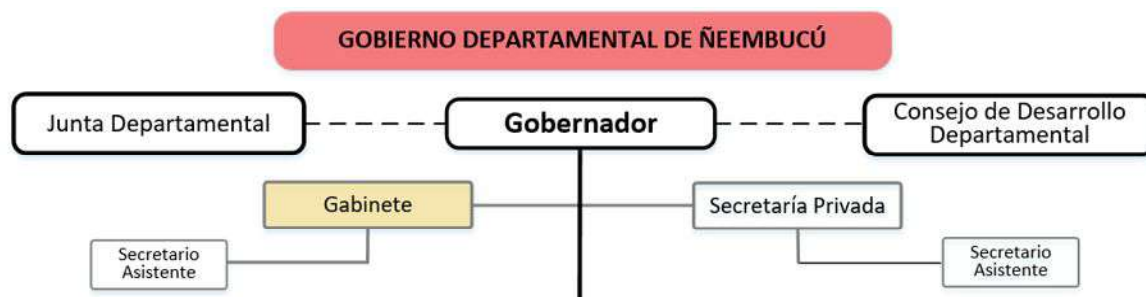 GOBIERNO DEPARTAMENTAL DE ÑEEMBUCÚ
Junta Departamental
Gobernador
Consejo de Desarrollo
Departamental
Gabinete
Secretaría Privada
Secretario
Asistente
Secretario
Asistente